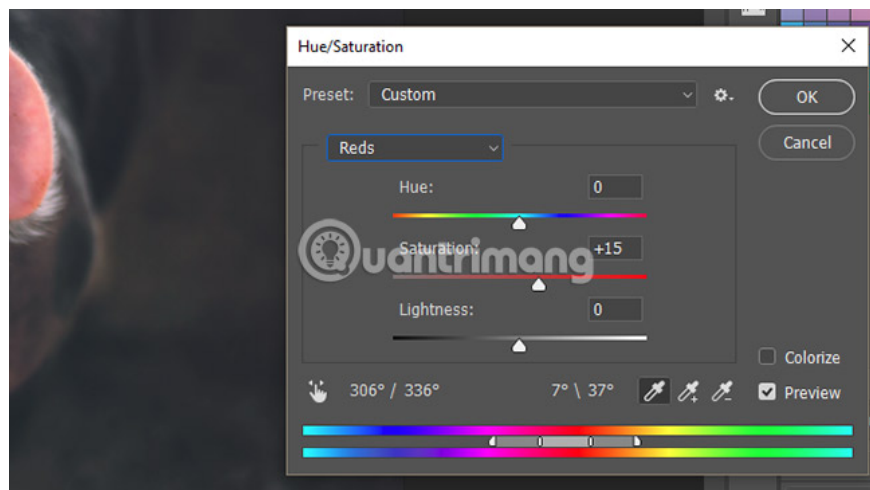 Hue/Saturation
Preset: Custom
OK
Reds
Cancel
Hue: 0
Saturation: +15
Quantrimang
Lightness: 0
Colorize
306° / 336° 7° \ 37°
Preview